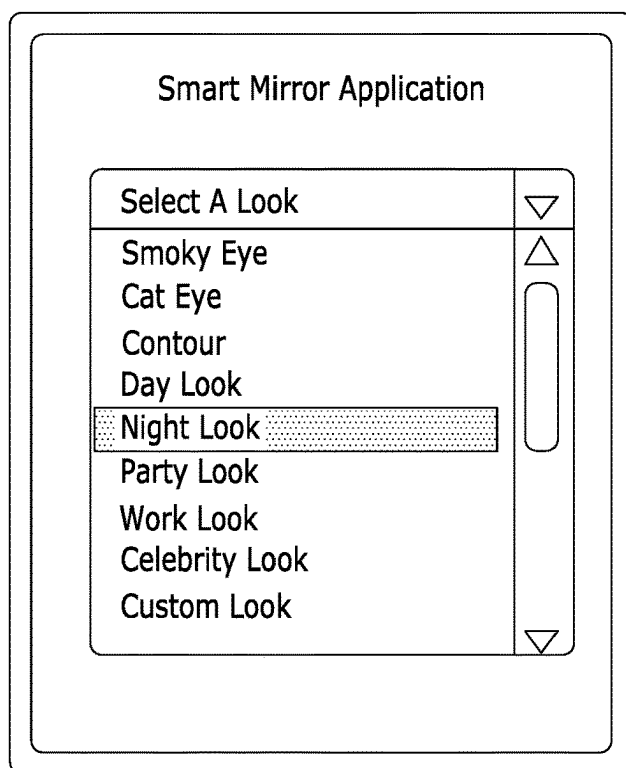 Smart Mirror Application
Select A Look
Smoky Eye
Cat Eye
Contour
Day Look
Night Look
Party Look
Work Look
Celebrity Look
Custom Look